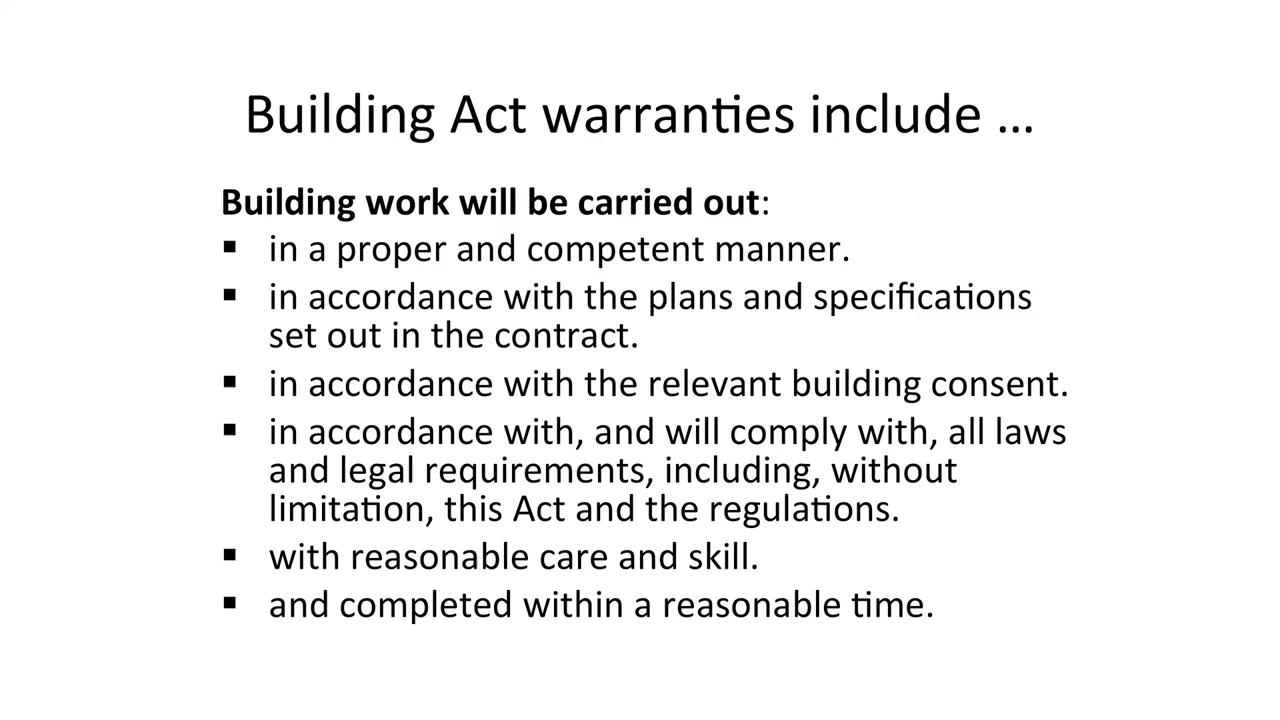 Building Act warranties include ...
Building work will be carried out:
▪ in a proper and competent manner.
▪ in accordance with the plans and specifications
set out in the contract.
▪ in accordance with the relevant building consent.
▪ in accordance with, and will comply with, all laws
and legal requirements, including, without
limitation, this Act and the regulations.
▪ with reasonable care and skill.
▪ and completed within a reasonable time.